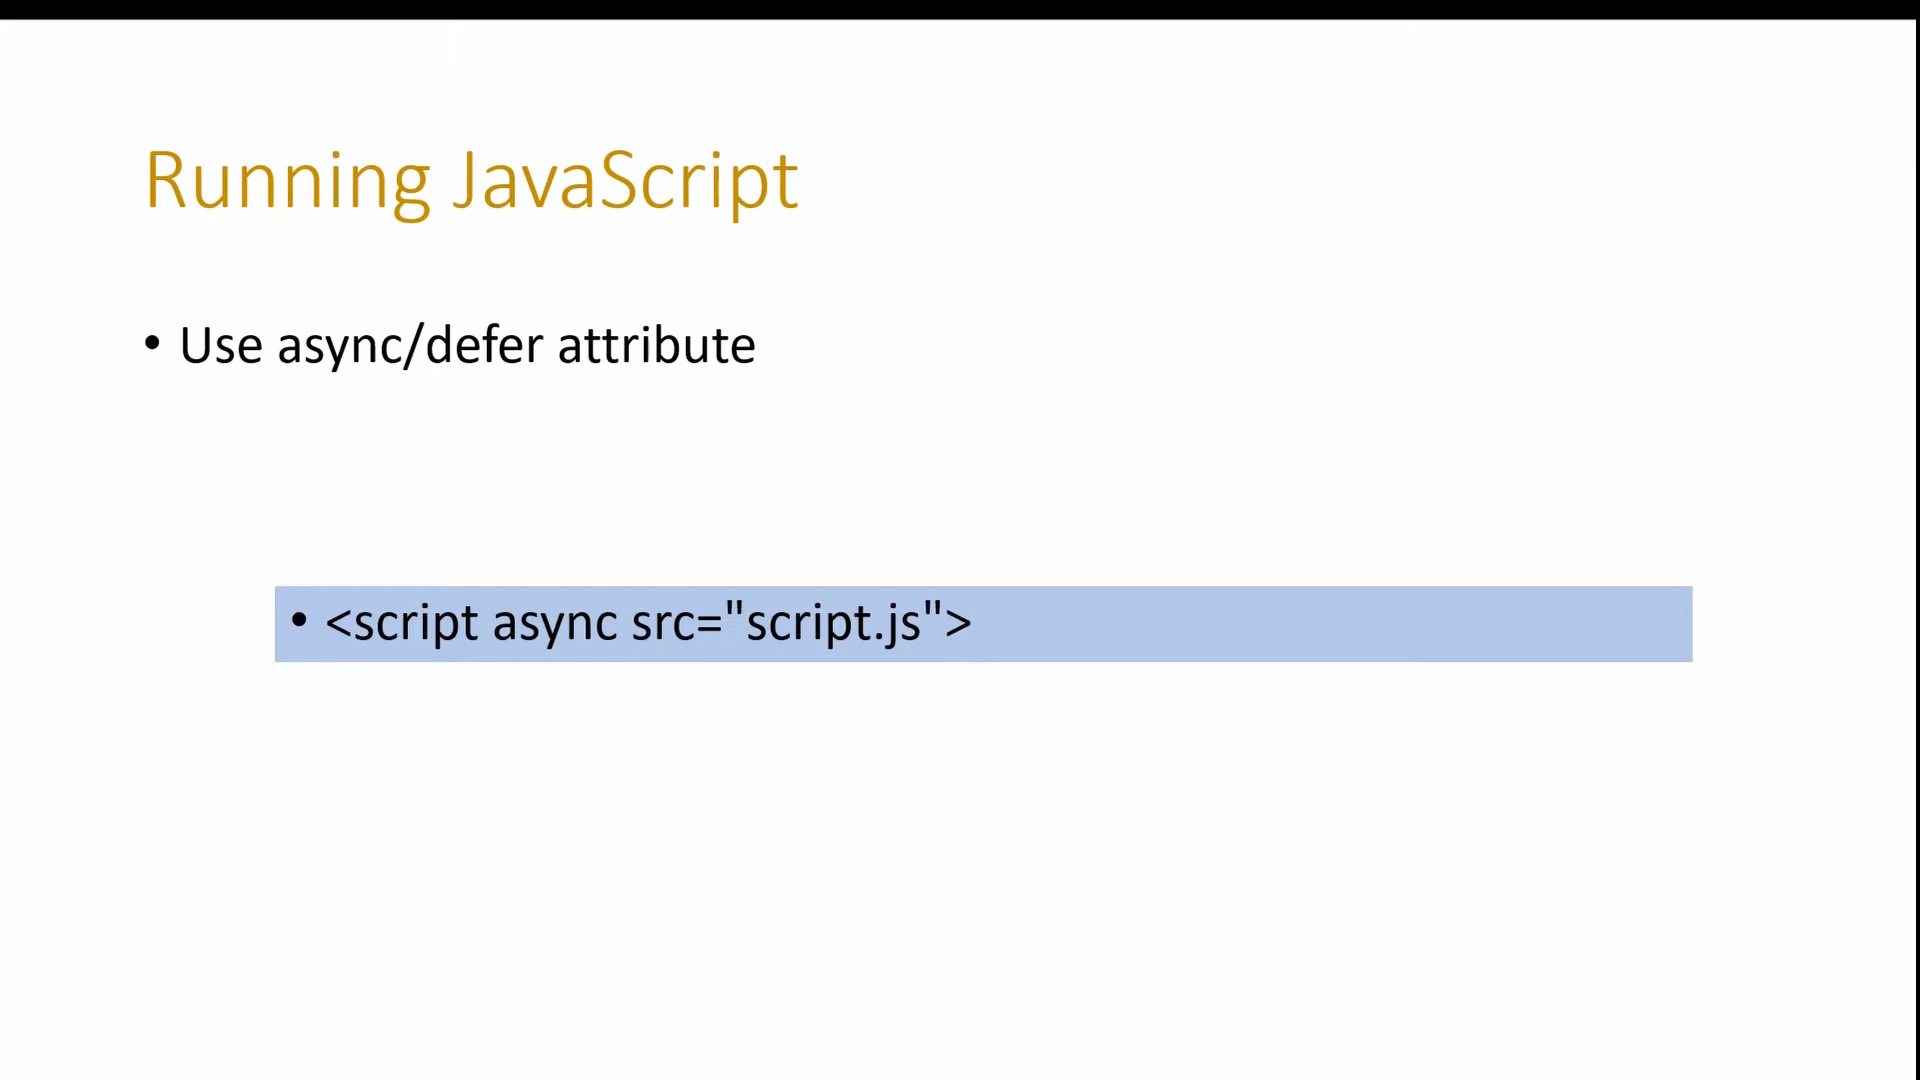 Running JavaScript
• Use async/defer attribute
• <script async src="script.js">